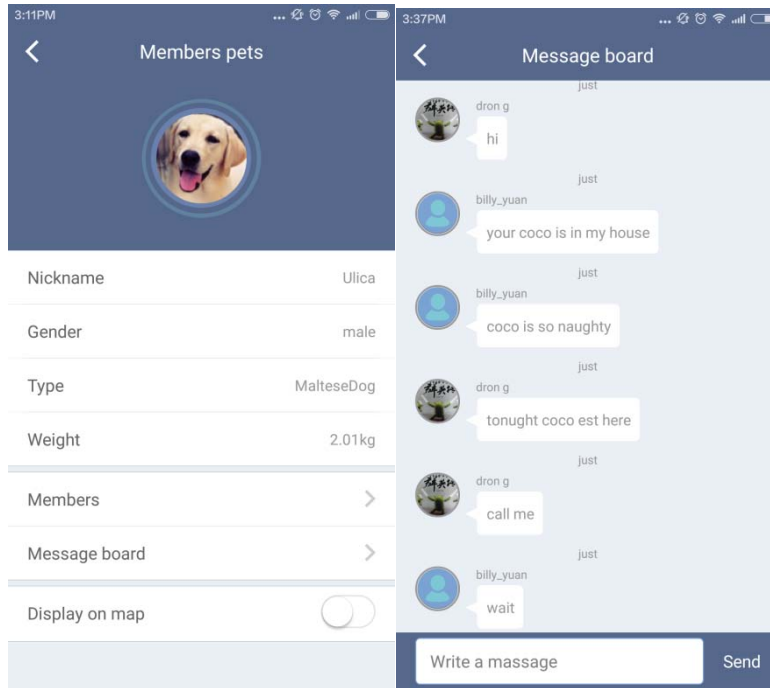 3:11PM
Members pets
Nickname Ulica
Gender male
Type MalteseDog
Weight 2.01kg
Members
Message board
Display on map
3:37PM
Message board
just
dron g
hi
just
billy_yuan
your coco is in my house
just
billy_yuan
coco is so naughty
just
dron g
tonught coco est here
just
dron g
call me
just
billy_yuan
wait
Write a massage
Send